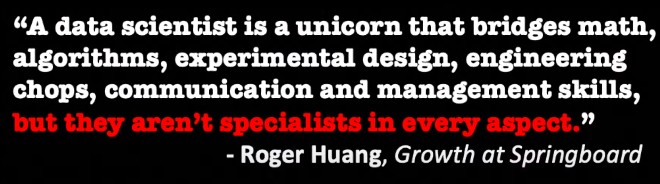 “A data scientist is a unicorn that bridges math,
algorithms, experimental design, engineering
chops, communication and management skills,
but they aren’t specialists in every aspect.”
- Roger Huang, Growth at Springboard